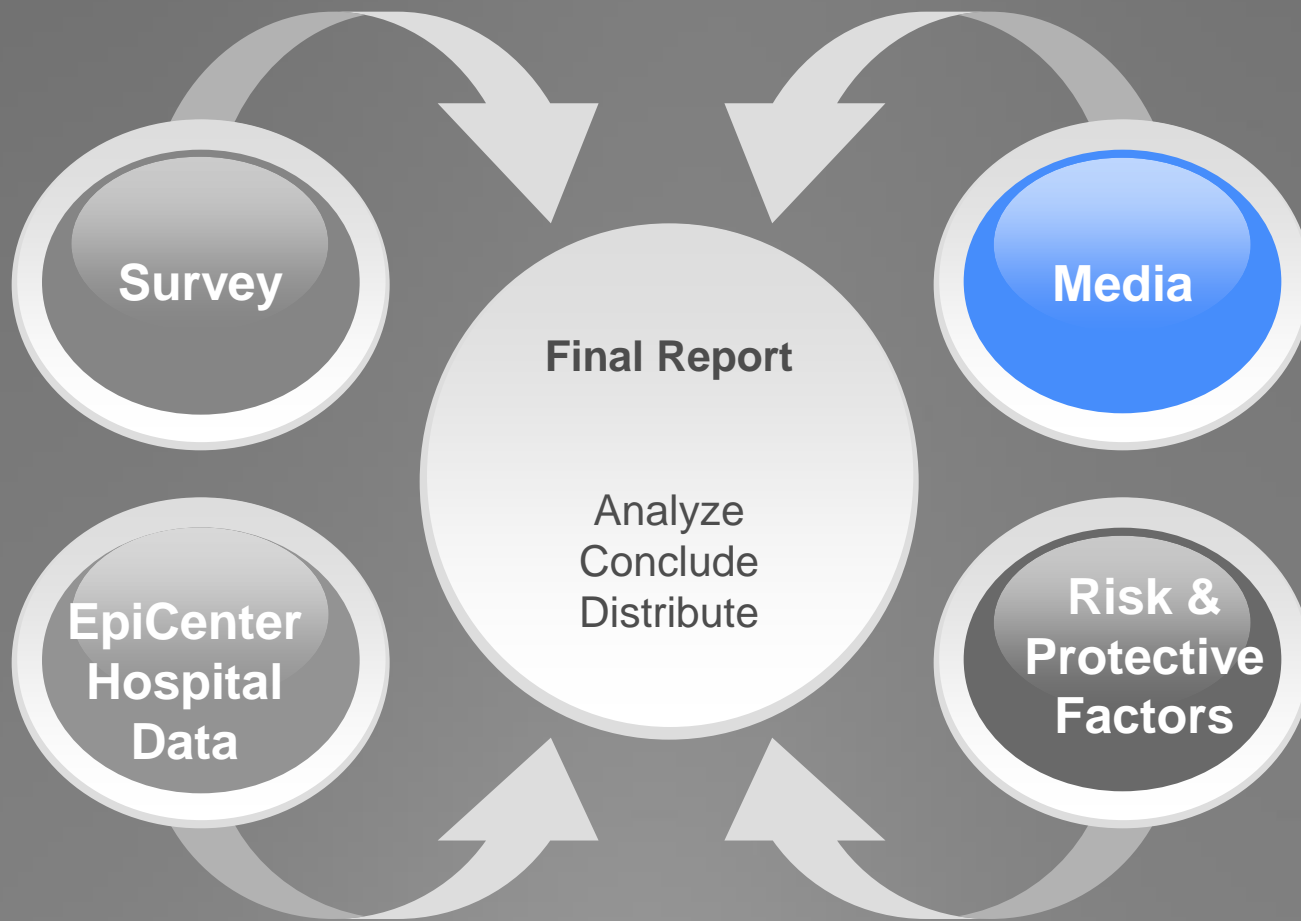 Survey
Media
Final Report
Analyze
Conclude
Distribute
EpiCenter
Hospital
Data
Risk &
Protective
Factors